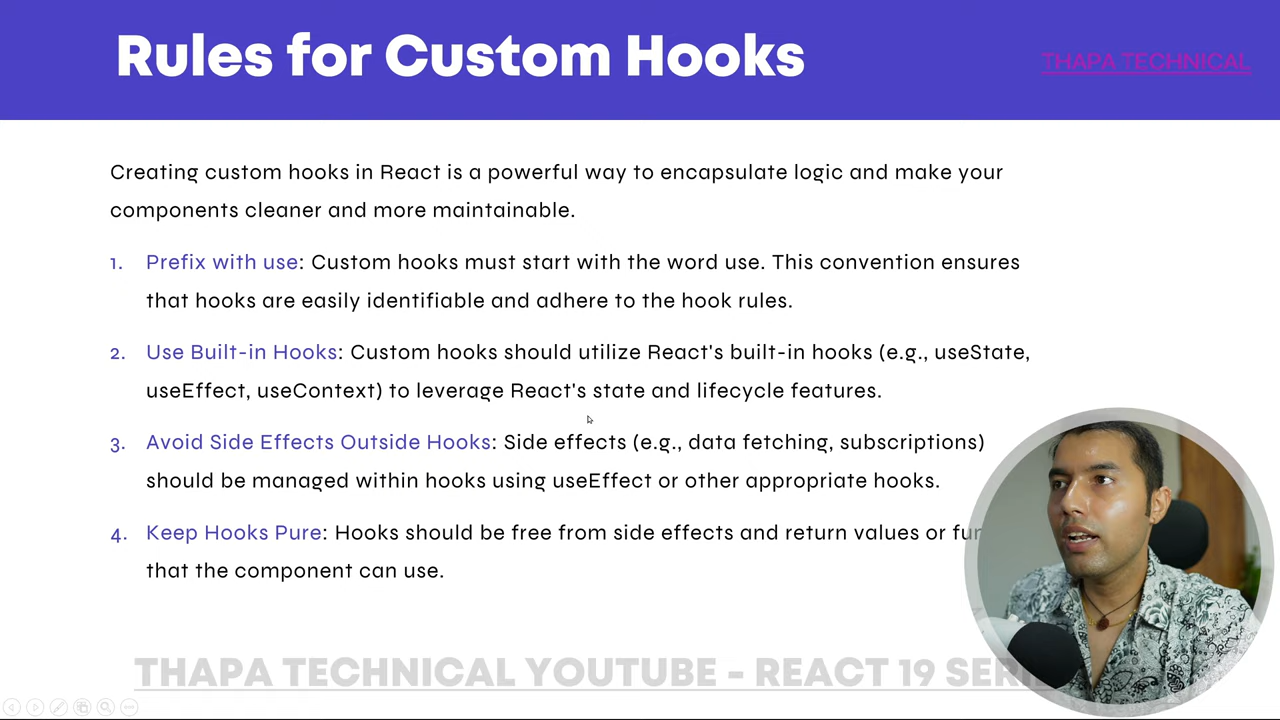 Rules for Custom Hooks
THAPA TECHNICAL
Creating custom hooks in React is a powerful way to encapsulate logic and make your
components cleaner and more maintainable.
1. Prefix with use: Custom hooks must start with the word use. This convention ensures
that hooks are easily identifiable and adhere to the hook rules.
2. Use Built-in Hooks: Custom hooks should utilize React's built-in hooks (e.g., useState,
useEffect, useContext) to leverage React's state and lifecycle features.
3. Avoid Side Effects Outside Hooks: Side effects (e.g., data fetching, subscriptions)
should be managed within hooks using useEffect or other appropriate hooks.
4. Keep Hooks Pure: Hooks should be free from side effects and return values or
that the component can use.
THAPA TECHNICAL YOUTUBE - REACT 19